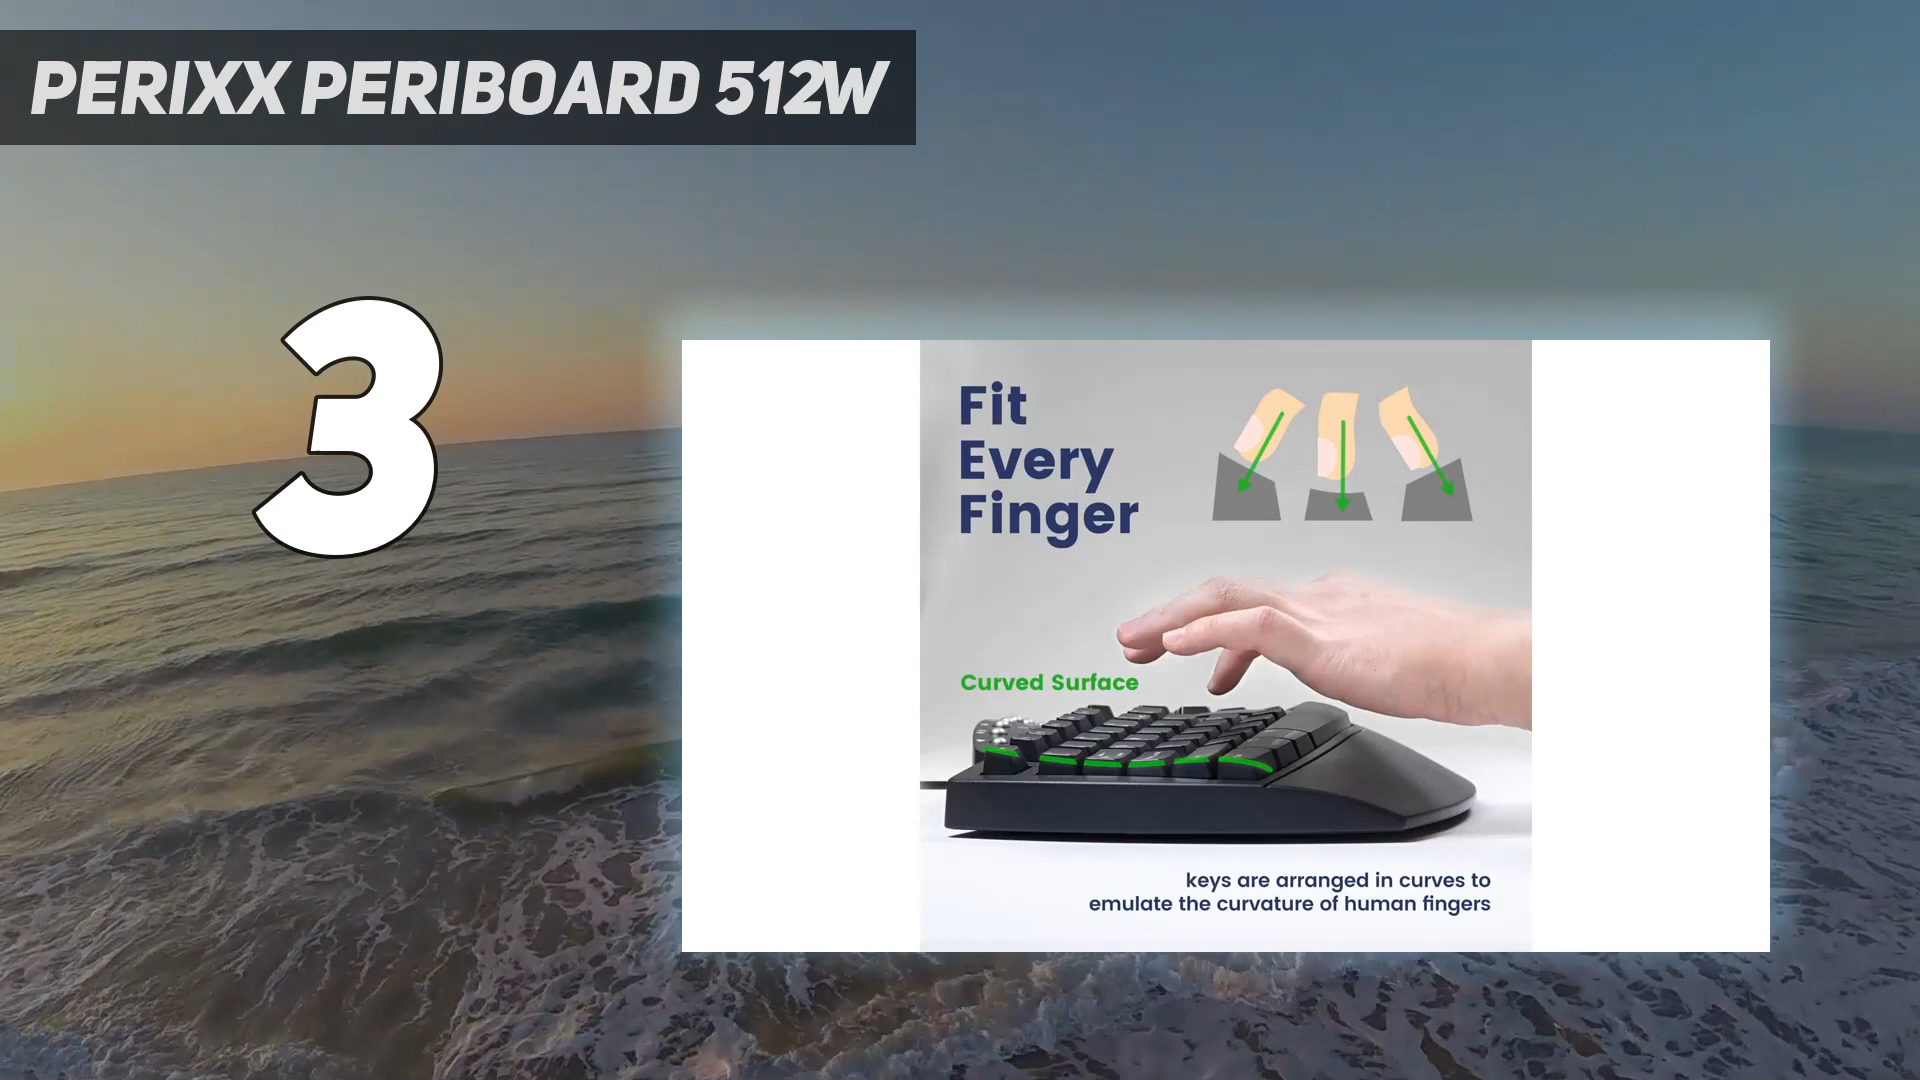 PERIXX PERIBOARD 512W
3
Fit
Every
Finger
Curved Surface
keys are arranged in curves to
emulate the curvature of human fingers